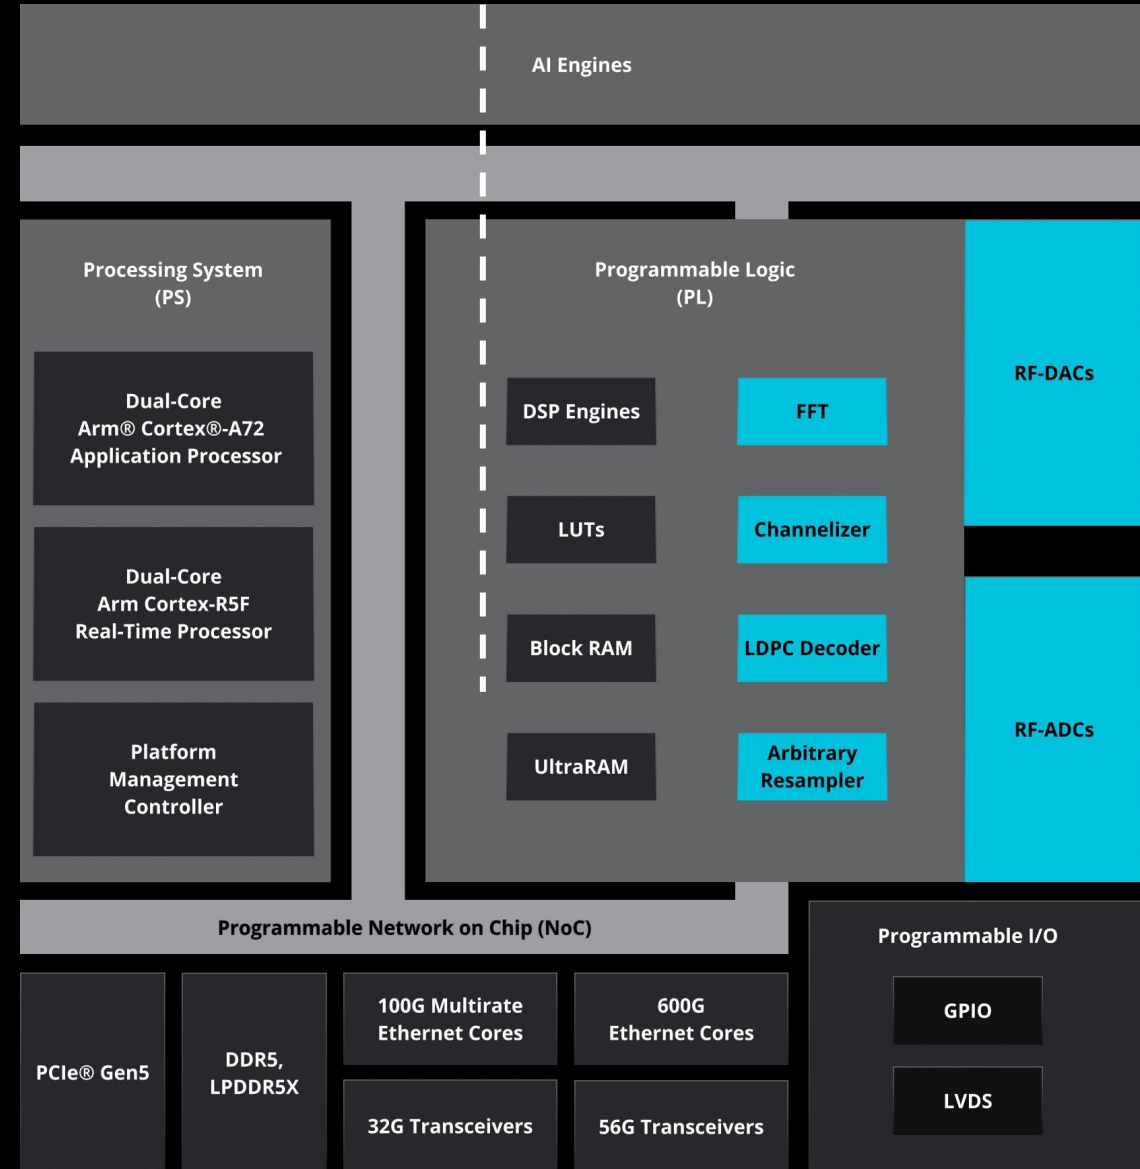 AI Engines
Processing System
(PS)
Dual-Core
Arm® Cortex®-A72
Application Processor
Dual-Core
Arm Cortex-R5F
Real-Time Processor
Platform
Management
Controller
Programmable Logic
(PL)
DSP Engines
FFT
LUTs
Channelizer
Block RAM
LDPC Decoder
UltraRAM
Arbitrary
Resampler
RF-DACs
RF-ADCs
Programmable Network on Chip (NoC)
PCIe® Gen5
DDR5,
LPDDR5X
100G Multirate
Ethernet Cores
600G
Ethernet Cores
32G Transceivers
56G Transceivers
Programmable I/O
GPIO
LVDS